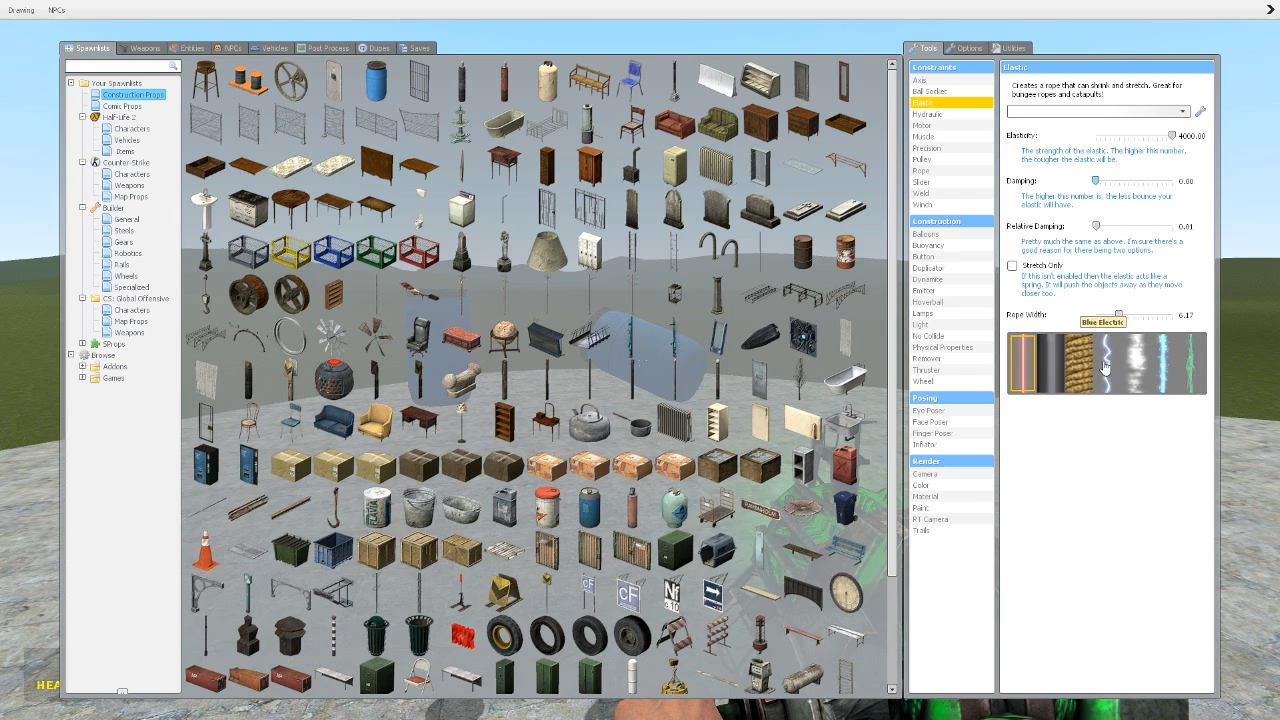 Drawing NPCs
Spawnlists Weapons Entities NPCs Vehicles Post Process Dupes Saves
Your Spawnlists
Construction Props
Comic Props
Half-Life 2
Characters
Vehicles
Items
Counter-Strike
Characters
Weapons
Map Props
Builder
General
Steels
Gears
Robotics
Rails
Wheels
Specialized
CS: Global Offensive
Characters
Map Props
Weapons
SProps
Browse
Addons
Games
HEA
CF
CF
RAVENHOLM
Tools Options Utilities
Constraints
Axis
Ball Socket
Elastic
Hydraulic
Motor
Muscle
Precision
Pulley
Rope
Slider
Weld
Winch
Construction
Balloons
Buoyancy
Button
Duplicator
Dynamite
Emitter
Hoverball
Lamps
Light
No Collide
Physical Properties
Remover
Thruster
Wheel
Posing
Eye Poser
Face Poser
Finger Poser
Inflator
Render
Camera
Color
Material
Paint
RT Camera
Trails
Elastic
Creates a rope that can shrink and stretch. Great for
bungee ropes and catapults!
Elasticity: 4000.00
The strength of the elastic. The higher this number,
the tougher the elastic will be.
Damping: 0.00
The higher this number is, the less bounce your
elastic will have.
Relative Damping: 0.01
Pretty much the same as above. I'm sure there's a
good reason for there being two options.
Stretch Only
If this isn't enabled then the elastic acts like a
spring. It will push the objects away as they move
closer too.
Rope Width: 6.17
Blue Electric